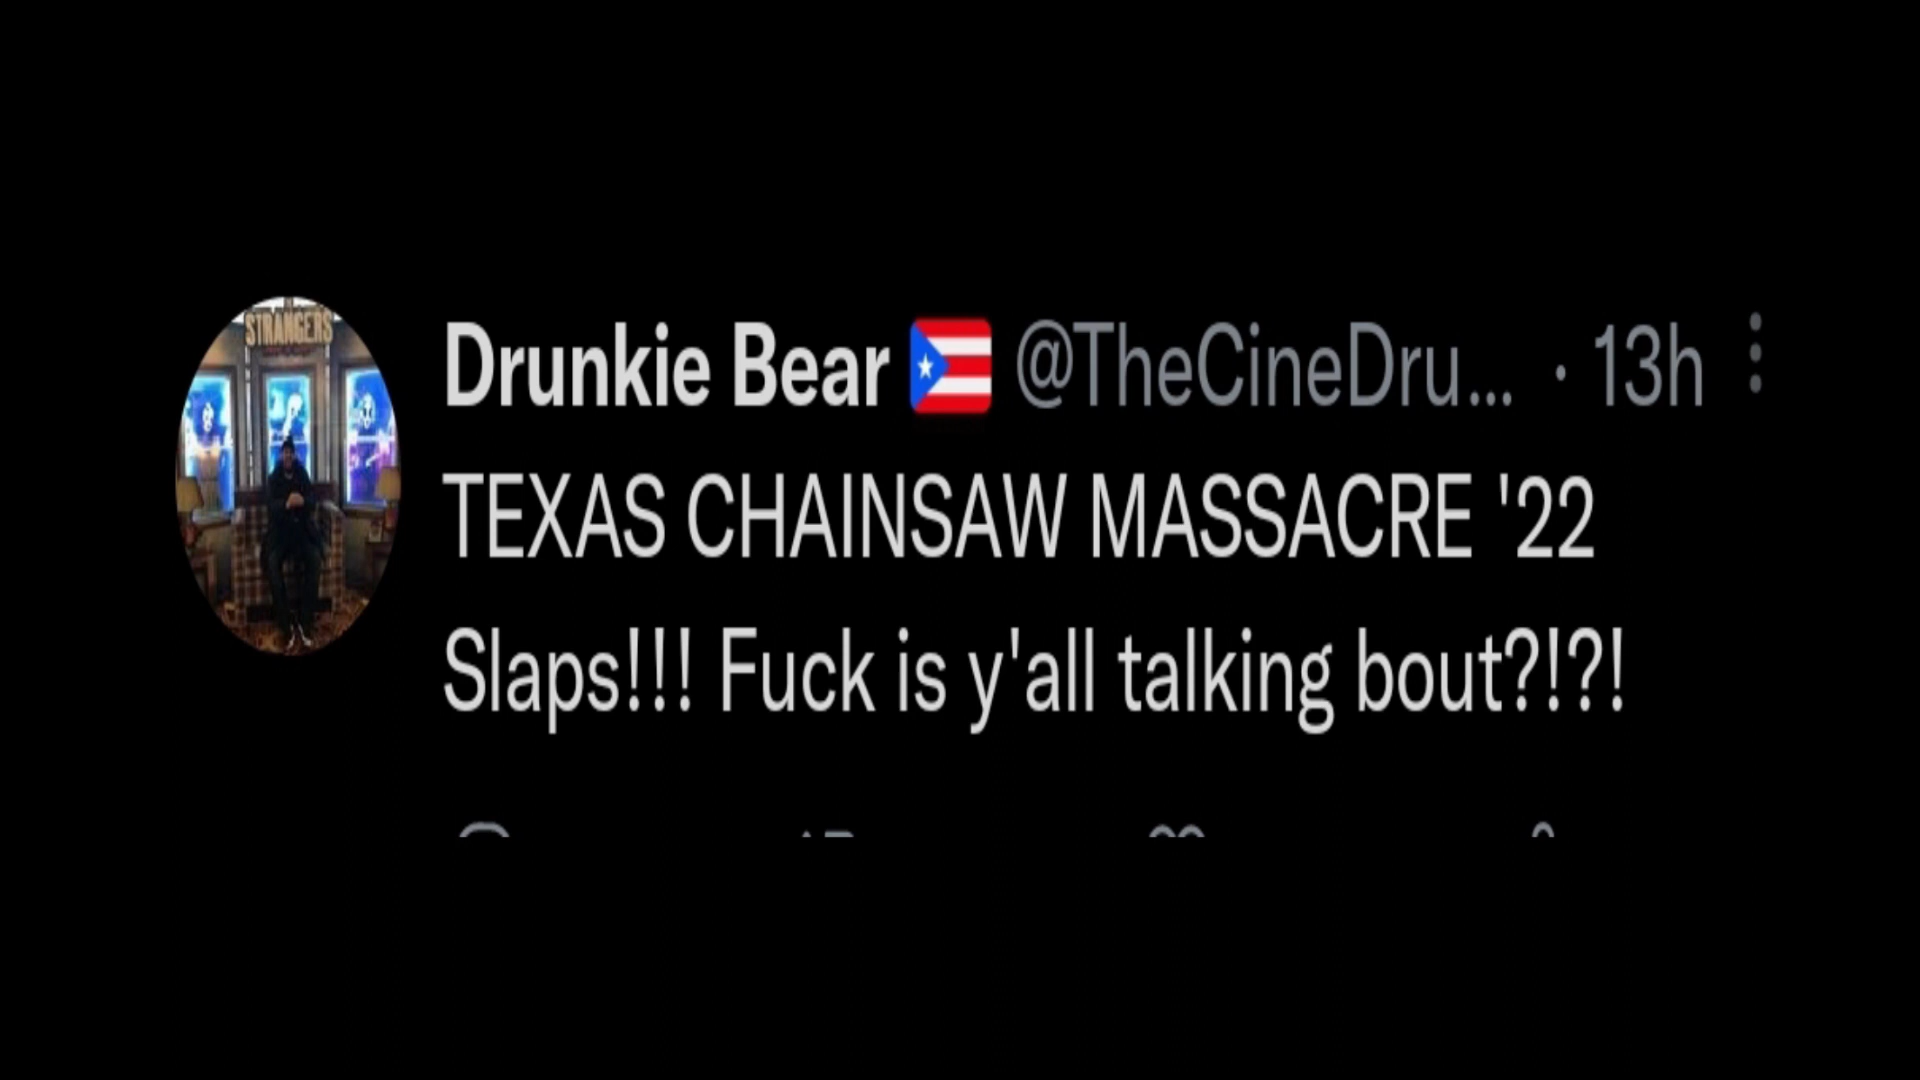 STRANGERS
Drunkie Bear 🇵🇷 @TheCineDru... · 13h
TEXAS CHAINSAW MASSACRE '22
Slaps!!! Fuck is y'all talking bout?!?!